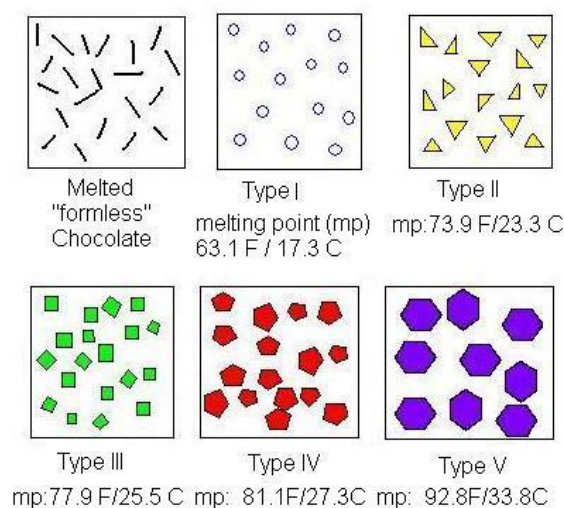 Melted
"formless"
Chocolate
Type I
melting point (mp)
63.1 F / 17.3 C
Type II
mp:73.9 F/23.3 C
Type III
mp:77.9 F/25.5 C
Type IV
mp: 81.1F/27.3C
Type V
mp: 92.8F/33.8C